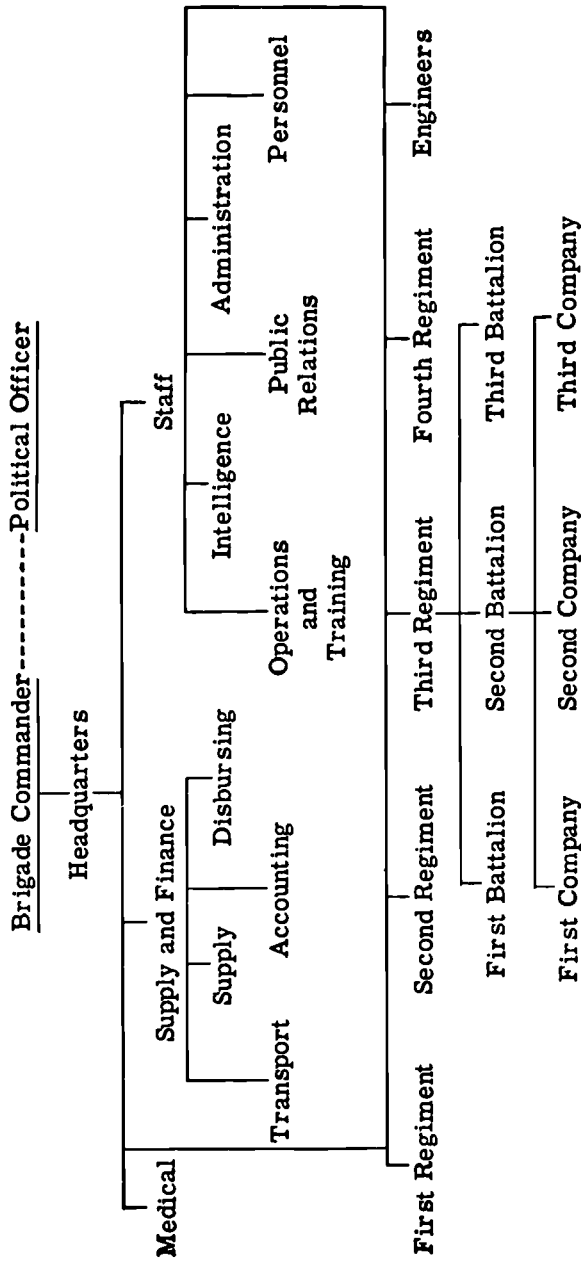 Brigade Commander----------Political Officer
Headquarters
Medical
Supply and Finance
Staff
Transport
Supply
Accounting
Disbursing
Operations
and
Training
Intelligence
Public
Relations
Administration
Personnel
First Regiment
Second Regiment
Third Regiment
Fourth Regiment
Engineers
First Battalion
Second Battalion
Third Battalion
First Company
Second Company
Third Company